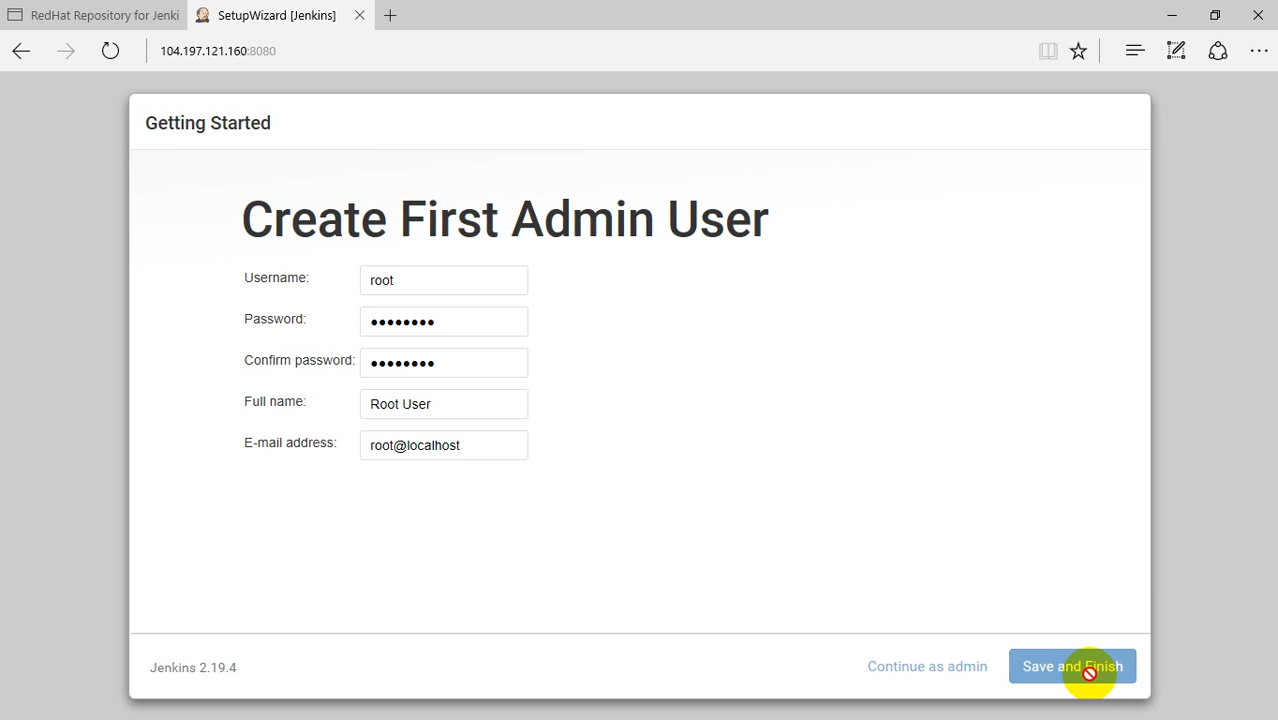 RedHat Repository for Jenki
SetupWizard [Jenkins]
104.197.121.160:8080
Getting Started
Create First Admin User
Username:
root
Password:
••••••••
Confirm password:
••••••••
Full name:
Root User
E-mail address:
root@localhost
Jenkins 2.19.4
Continue as admin
Save and Finish